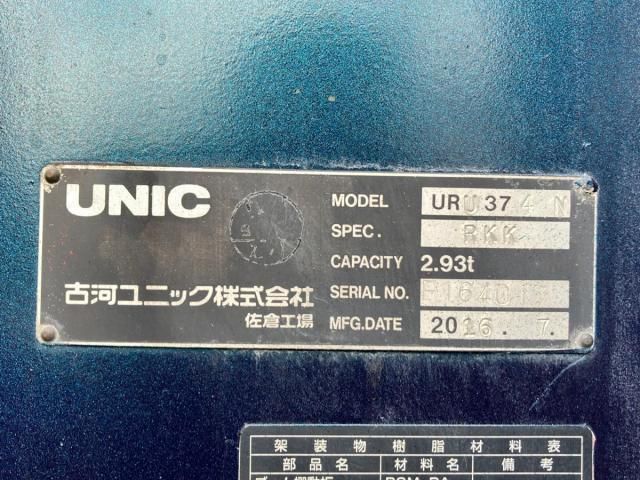 UNIC
MODEL URU374N
SPEC. RKK
CAPACITY 2.93t
古河ユニック株式会社
SERIAL NO.
佐倉工場
MFG.DATE 2016. 7.
架装物樹脂材料表
部品名 材料名 備考